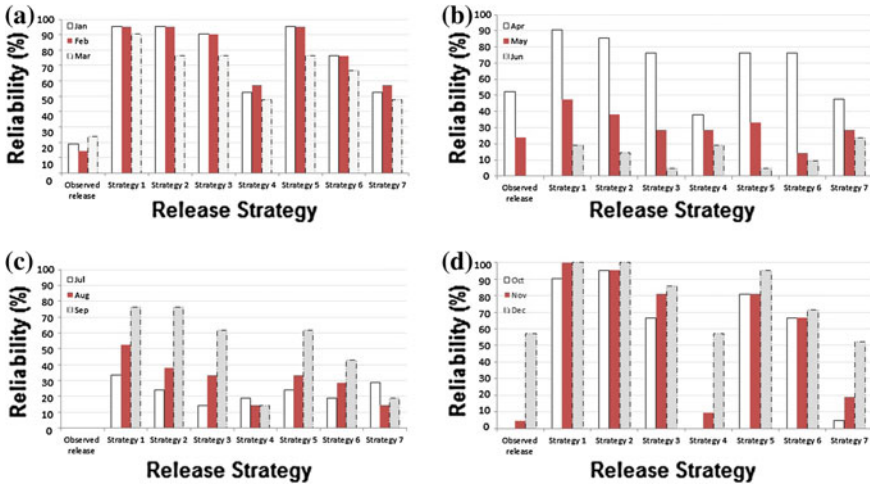 (a)
Reliability (%)
100
90
80
70
60
50
40
30
20
10
0
Jan
Feb
Mar
Observed release
Strategy 1
Strategy 2
Strategy 3
Strategy 4
Strategy 5
Strategy 6
Strategy 7
Release Strategy
(b)
Reliability (%)
100
90
80
70
60
50
40
30
20
10
0
Apr
May
Jun
Observed release
Strategy 1
Strategy 2
Strategy 3
Strategy 4
Strategy 5
Strategy 6
Strategy 7
Release Strategy
(c)
Reliability (%)
100
90
80
70
60
50
40
30
20
10
0
Jul
Aug
Sep
Observed release
Strategy 1
Strategy 2
Strategy 3
Strategy 4
Strategy 5
Strategy 6
Strategy 7
Release Strategy
(d)
Reliability (%)
100
90
80
70
60
50
40
30
20
10
0
Oct
Nov
Dec
Observed release
Strategy 1
Strategy 2
Strategy 3
Strategy 4
Strategy 5
Strategy 6
Strategy 7
Release Strategy